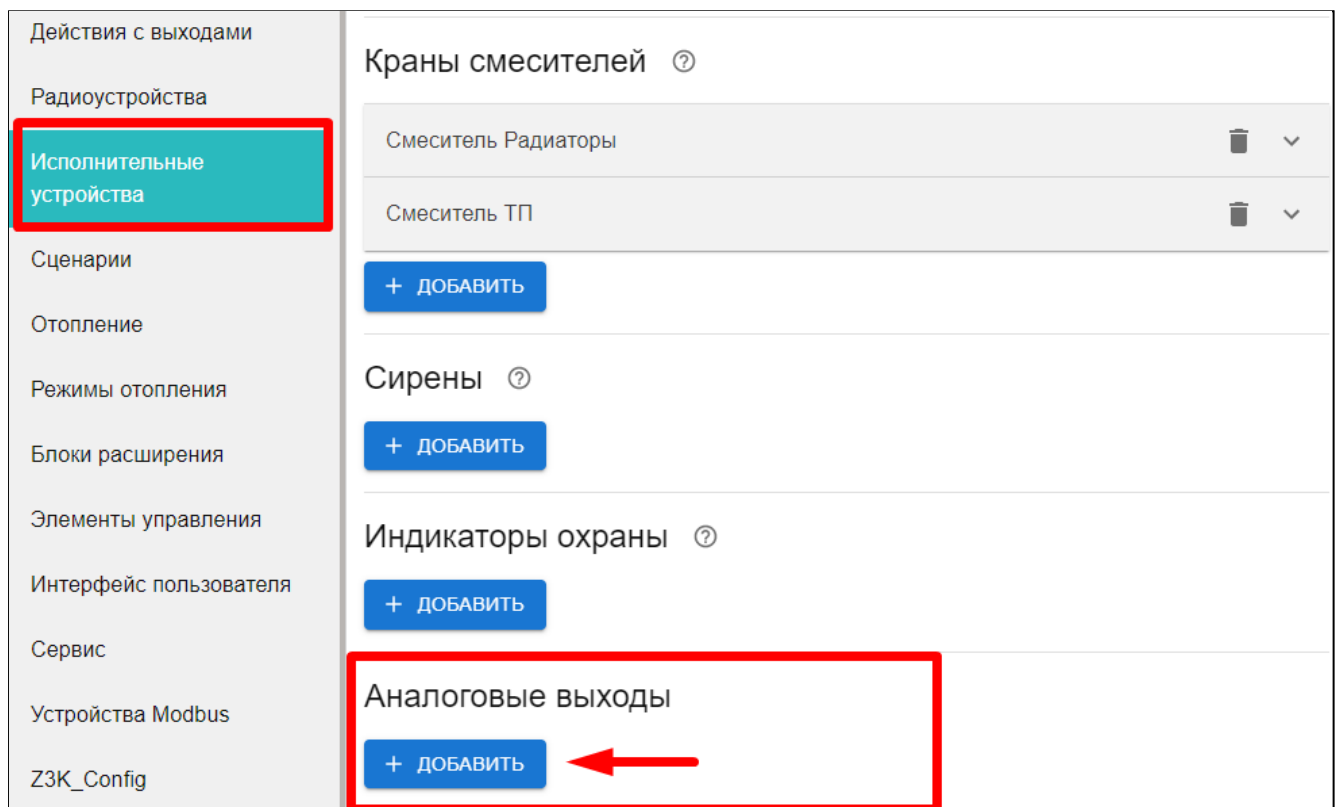 Действия с выходами
Радиоустройства
Исполнительные
устройства
Сценарии
Отопление
Режимы отопления
Блоки расширения
Элементы управления
Интерфейс пользователя
Сервис
Устройства Modbus
Z3K_Config
Краны смесителей ?
Смеситель Радиаторы
Смеситель ТП
+ ДОБАВИТЬ
Сирены ?
+ ДОБАВИТЬ
Индикаторы охраны ?
+ ДОБАВИТЬ
Аналоговые выходы
+ ДОБАВИТЬ